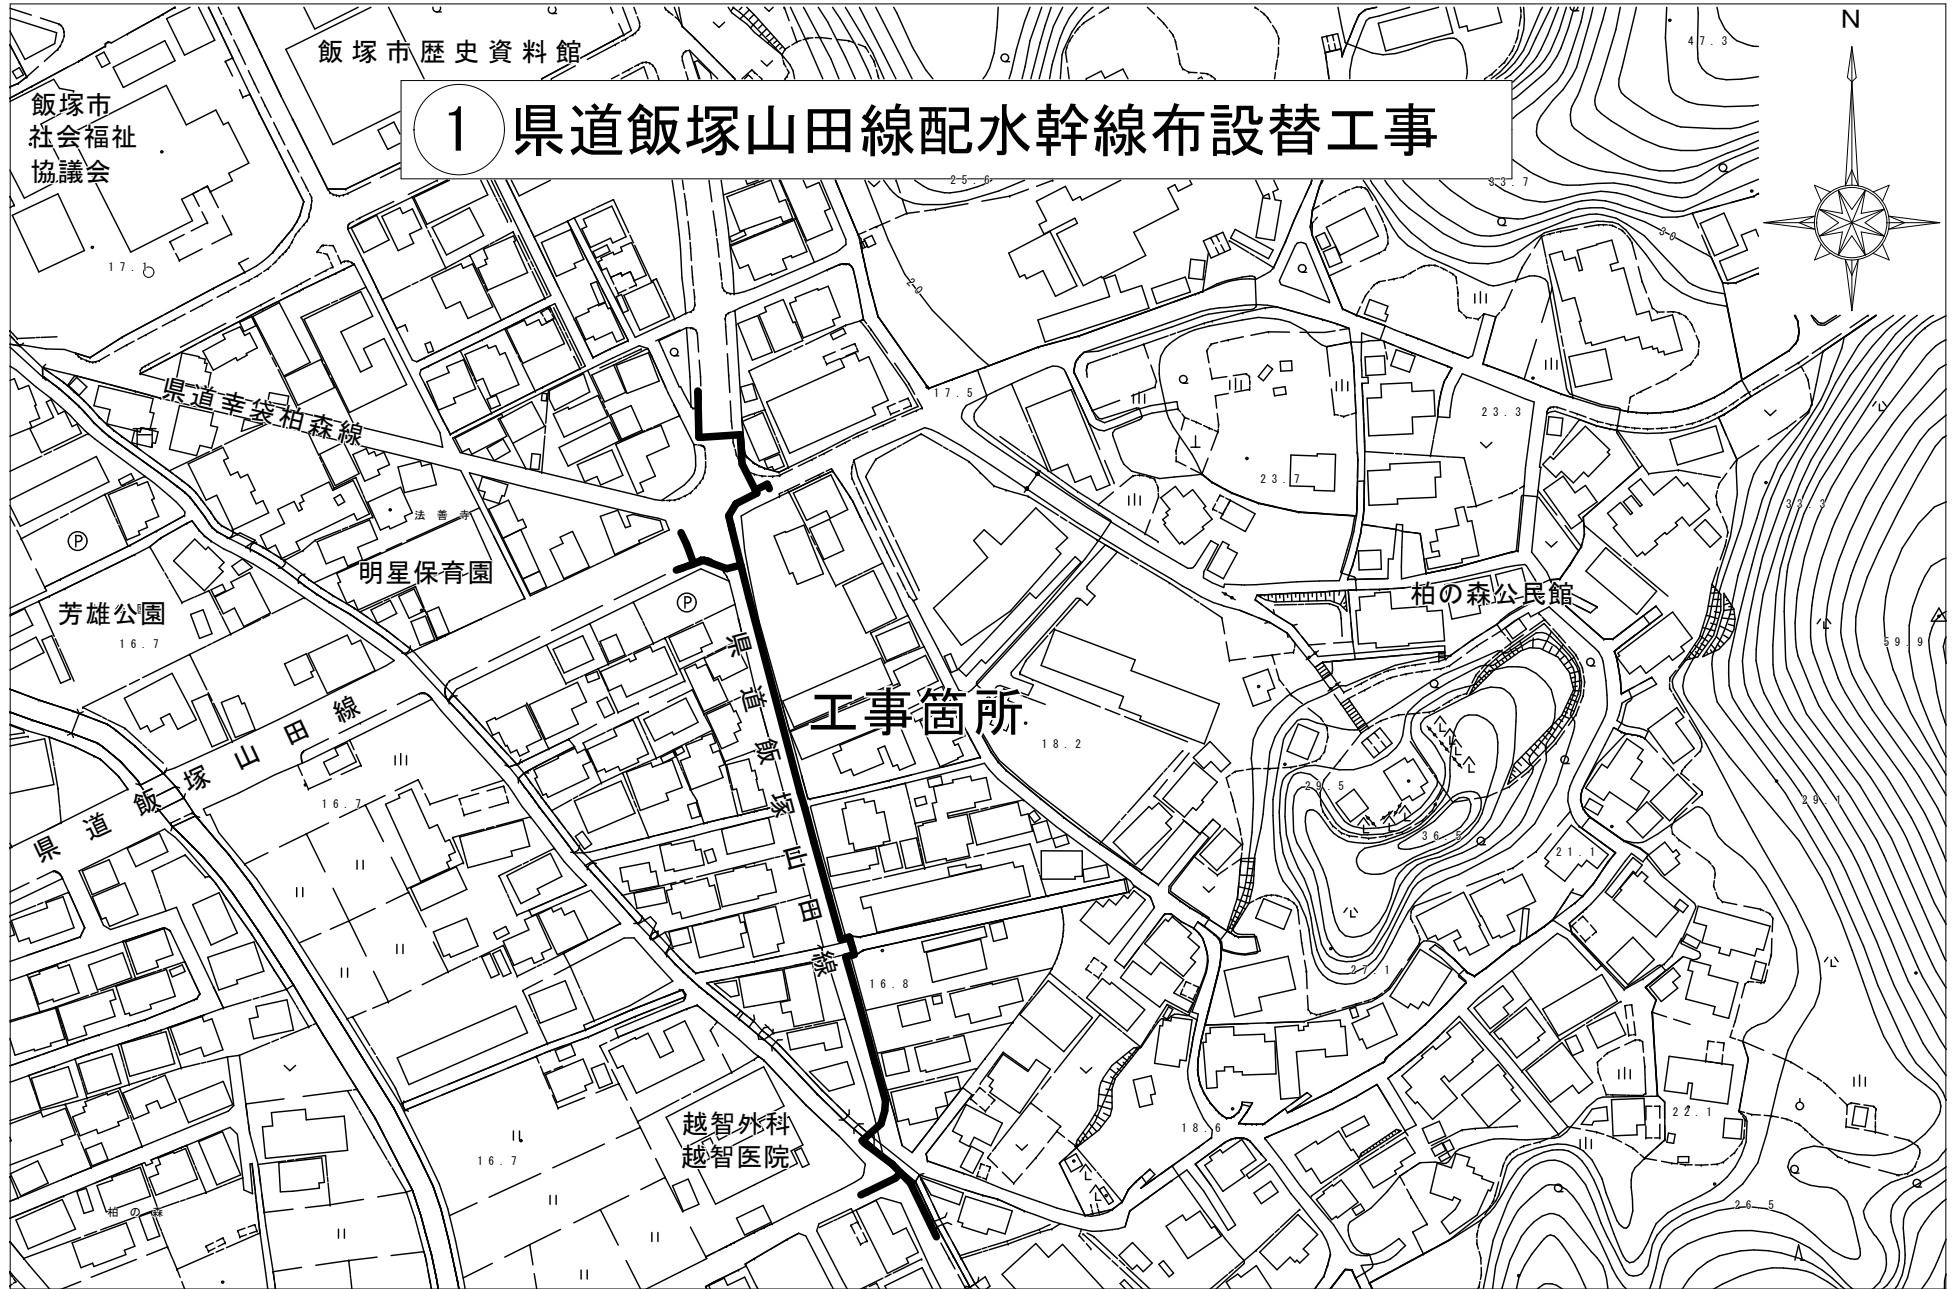 飯塚市歴史資料館
N
47.3
飯塚市
社会福祉
協議会
① 県道飯塚山田線配水幹線布設替工事
25.6
33.7
30
17.1
20
17.5
県道幸袋柏森線
23.3
23.7
33.3
法善寺
P
明星保育園
芳雄公園
16.7
P
柏の森公民館
59.9
県道飯塚山田線
工事箇所
18.2
県道飯塚山田線
16.7
29.5
29.1
36.5
21.1
27.1
16.8
22.1
越智外科
越智医院
18.6
16.7
柏の森
26.5